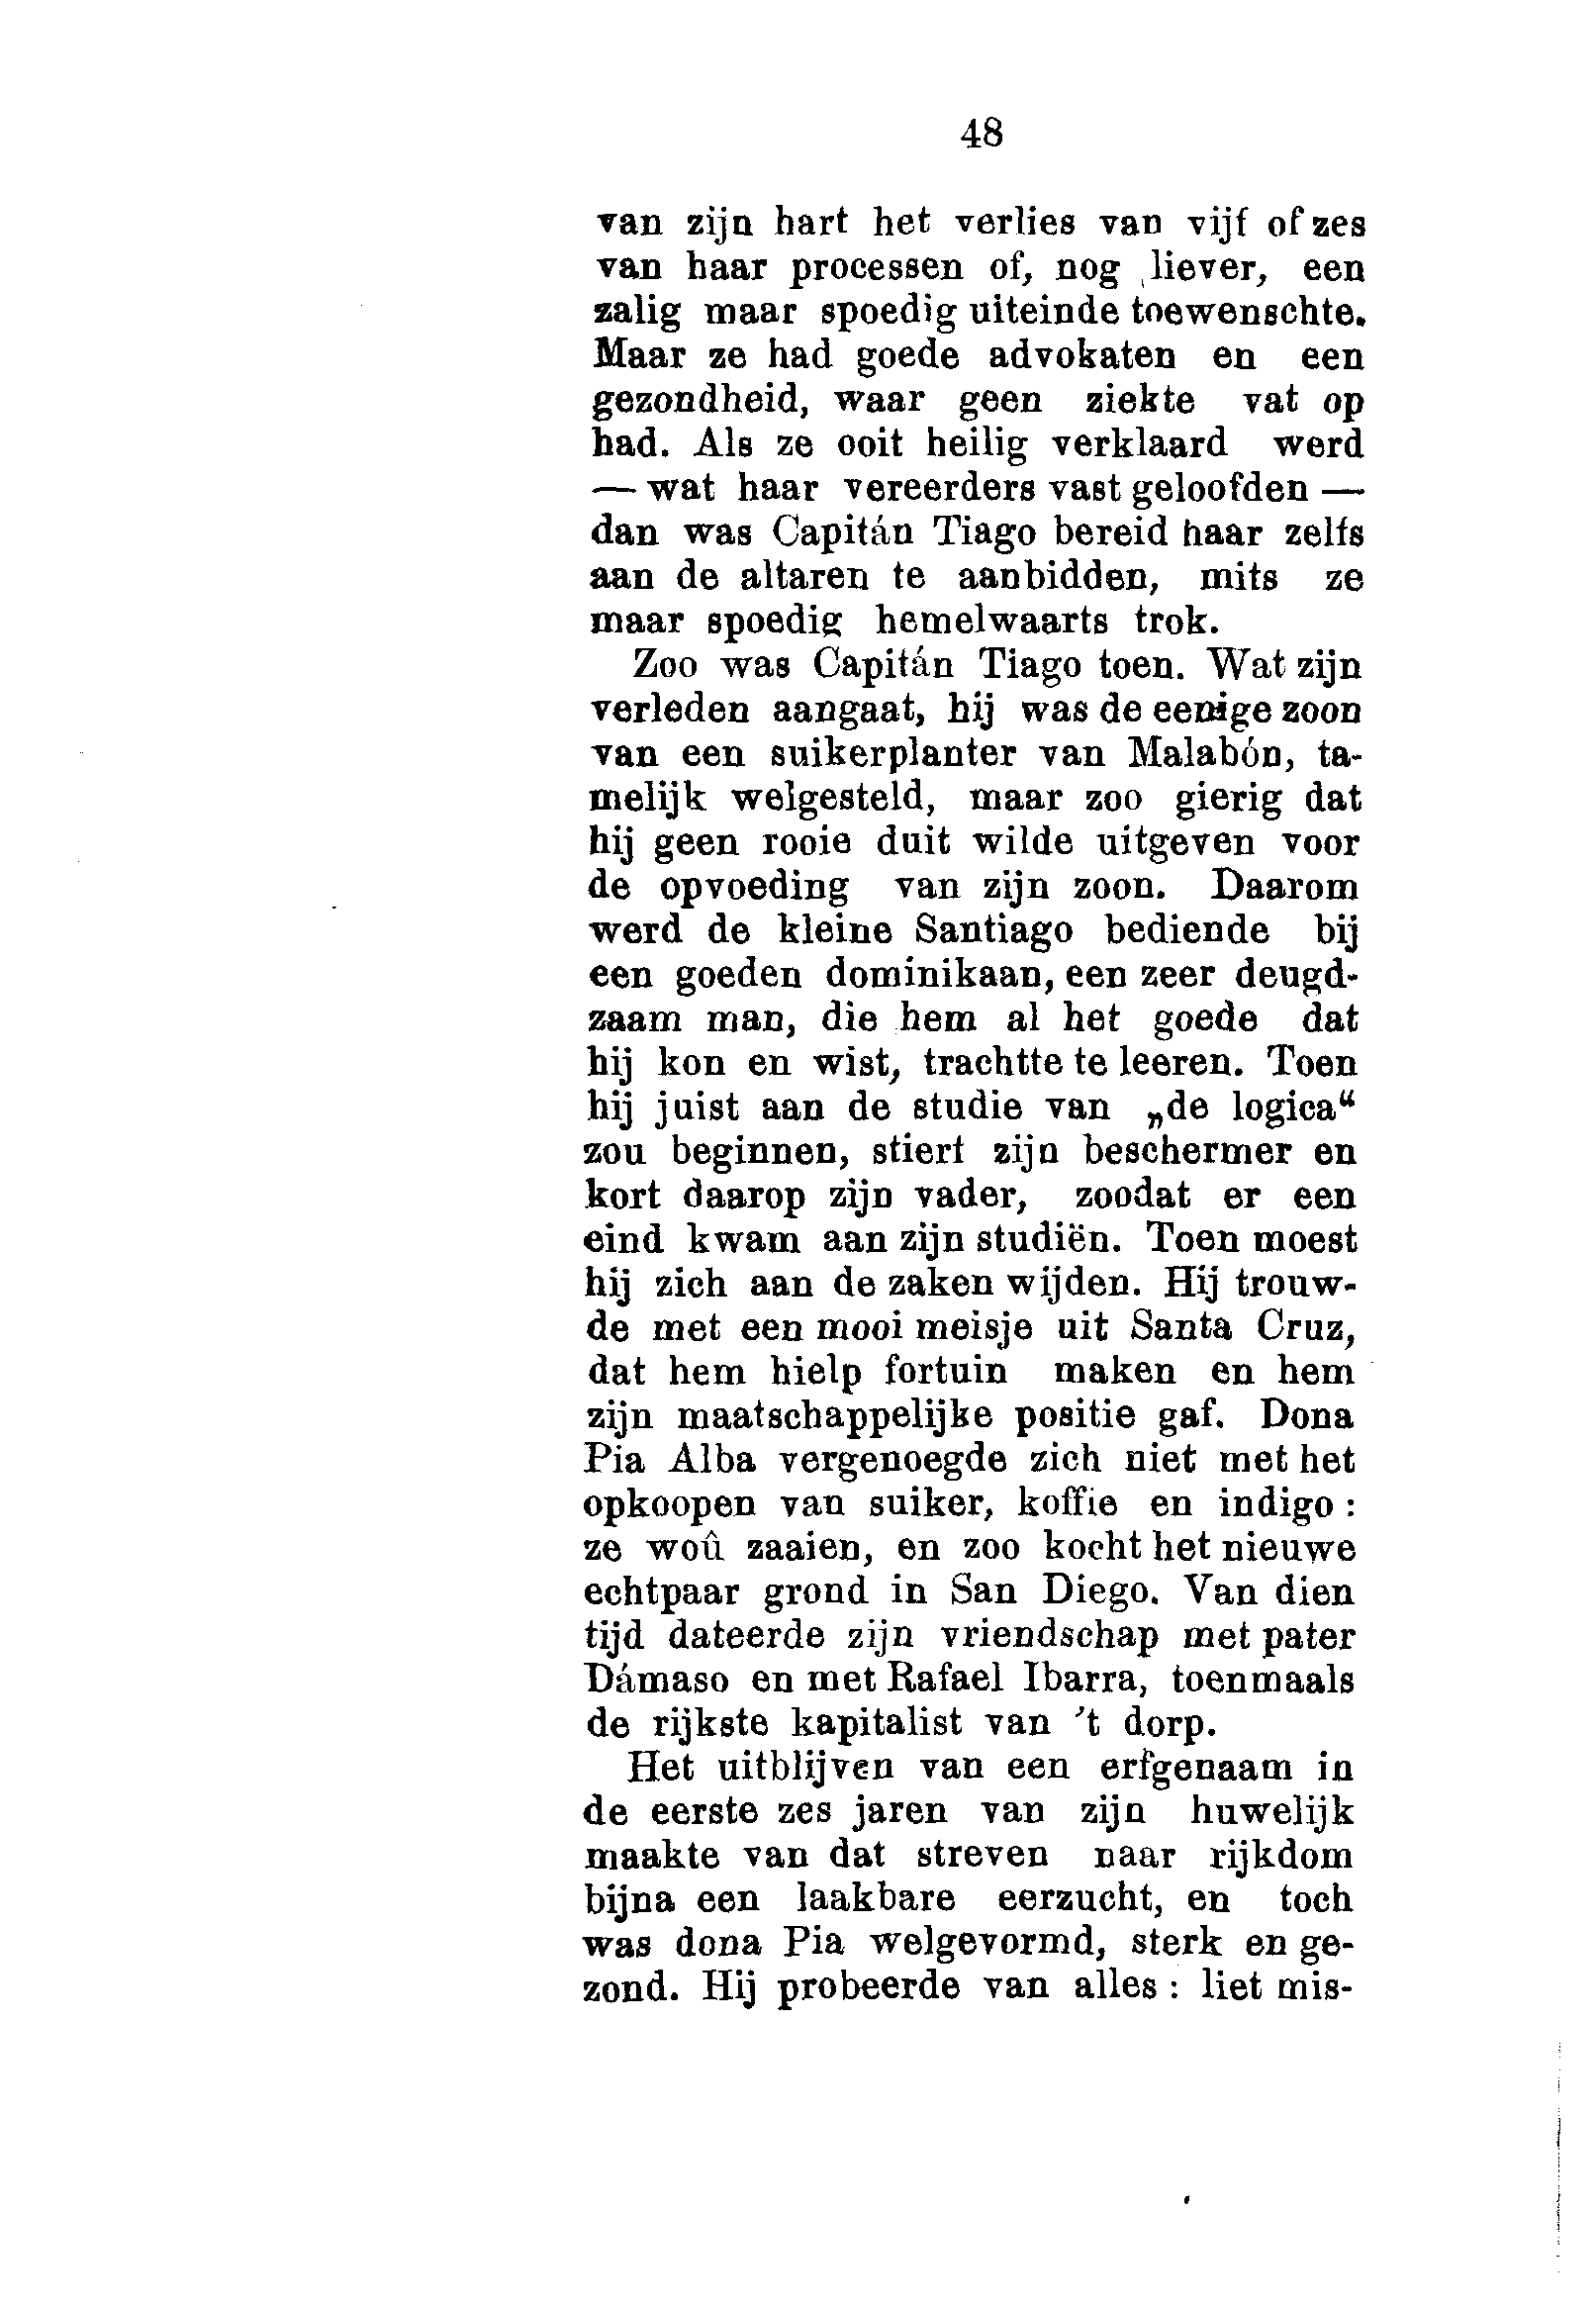 48
van zijn hart het verlies van vijf of zes
van haar processen of, nog liever, een
zalig maar spoedig uiteinde toewenschte.
Maar ze had goede advokaten en een
gezondheid, waar geen ziekte vat op
had. Als ze ooit heilig verklaard werd
— wat haar vereerders vast geloofden —
dan was Capitán Tiago bereid haar zelfs
aan de altaren te aanbidden, mits ze
maar spoedig hemelwaarts trok.
Zoo was Capitán Tiago toen. Wat zijn
verleden aangaat, hij was de eenige zoon
van een suikerplanter van Malabón, ta-
melijk welgesteld, maar zoo gierig dat
hij geen rooie duit wilde uitgeven voor
de opvoeding van zijn zoon. Daarom
werd de kleine Santiago bediende bij
een goeden dominikaan, een zeer deugd-
zaam man, die hem al het goede dat
hij kon en wist, trachtte te leeren. Toen
hij juist aan de studie van „de logica“
zou beginnen, stierf zijn beschermer en
kort daarop zijn vader, zoodat er een
eind kwam aan zijn studiën. Toen moest
hij zich aan de zaken wijden. Hij trouw-
de met een mooi meisje uit Santa Cruz,
dat hem hielp fortuin maken en hem
zijn maatschappelijke positie gaf. Dona
Pia Alba vergenoegde zich niet met het
opkoopen van suiker, koffie en indigo :
ze woû zaaien, en zoo kocht het nieuwe
echtpaar grond in San Diego. Van dien
tijd dateerde zijn vriendschap met pater
Dámaso en met Rafael Ibarra, toenmaals
de rijkste kapitalist van 't dorp.
Het uitblijven van een erfgenaam in
de eerste zes jaren van zijn huwelijk
maakte van dat streven naar rijkdom
bijna een laakbare eerzucht, en toch
was dona Pia welgevormd, sterk en ge-
zond. Hij probeerde van alles : liet mis-